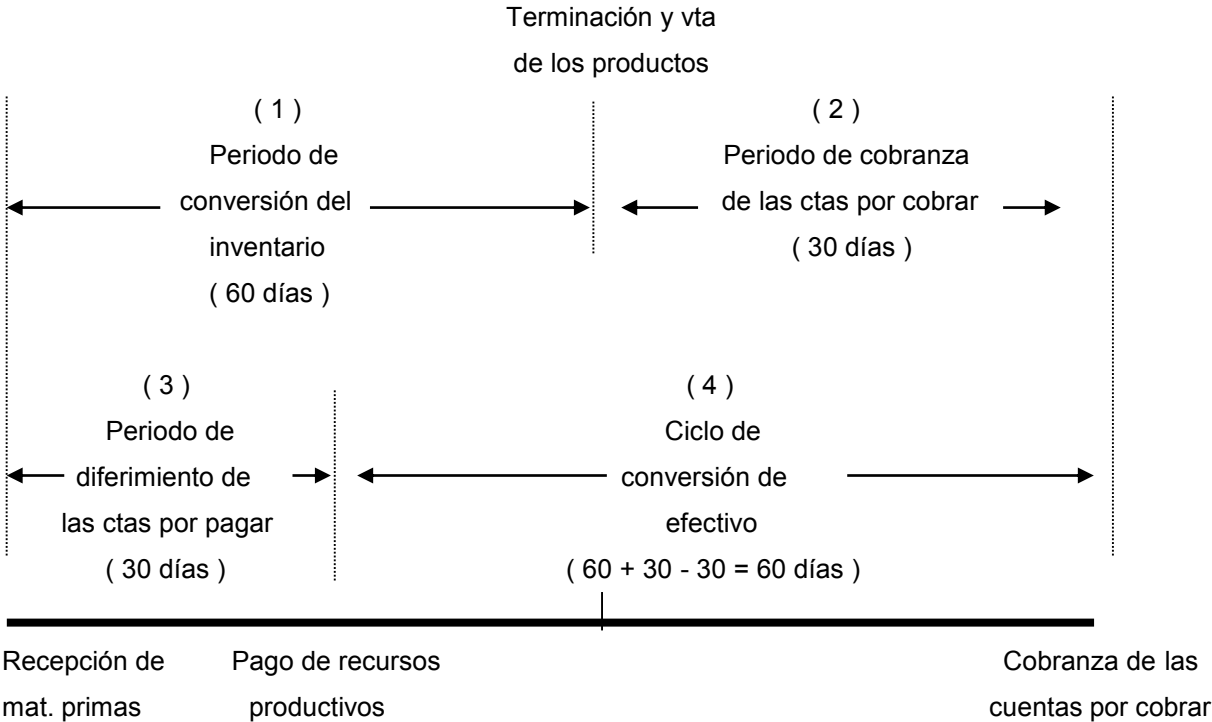 Terminación y vta
de los productos
( 1 )
Periodo de
conversión del
inventario
( 60 días )
( 2 )
Periodo de cobranza
de las ctas por cobrar
( 30 días )
( 3 )
Periodo de
diferimiento de
las ctas por pagar
( 30 días )
( 4 )
Ciclo de
conversión de
efectivo
( 60 + 30 - 30 = 60 días )
Recepción de
mat. primas
Pago de recursos
productivos
Cobranza de las
cuentas por cobrar